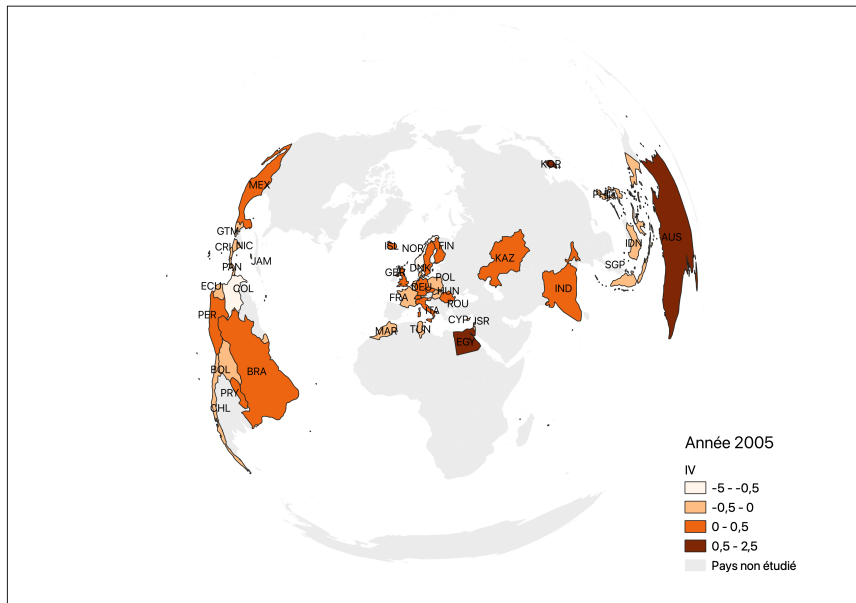 KOR
MEX
PHL
GTM
NIC
AUS
ISL
NOR
FIN
CRI
IDN
JAM
KAZ
PAN
DNK
SGP
GBR
POL
ECU
COL
DEU
HUN
IND
FRA
ROU
PER
ITA
CYP
ISR
MAR
TUN
EGY
BOL
BRA
PRY
CHL
Année 2005
IV
-5 - -0,5
-0,5 - 0
0 - 0,5
0,5 - 2,5
Pays non étudié